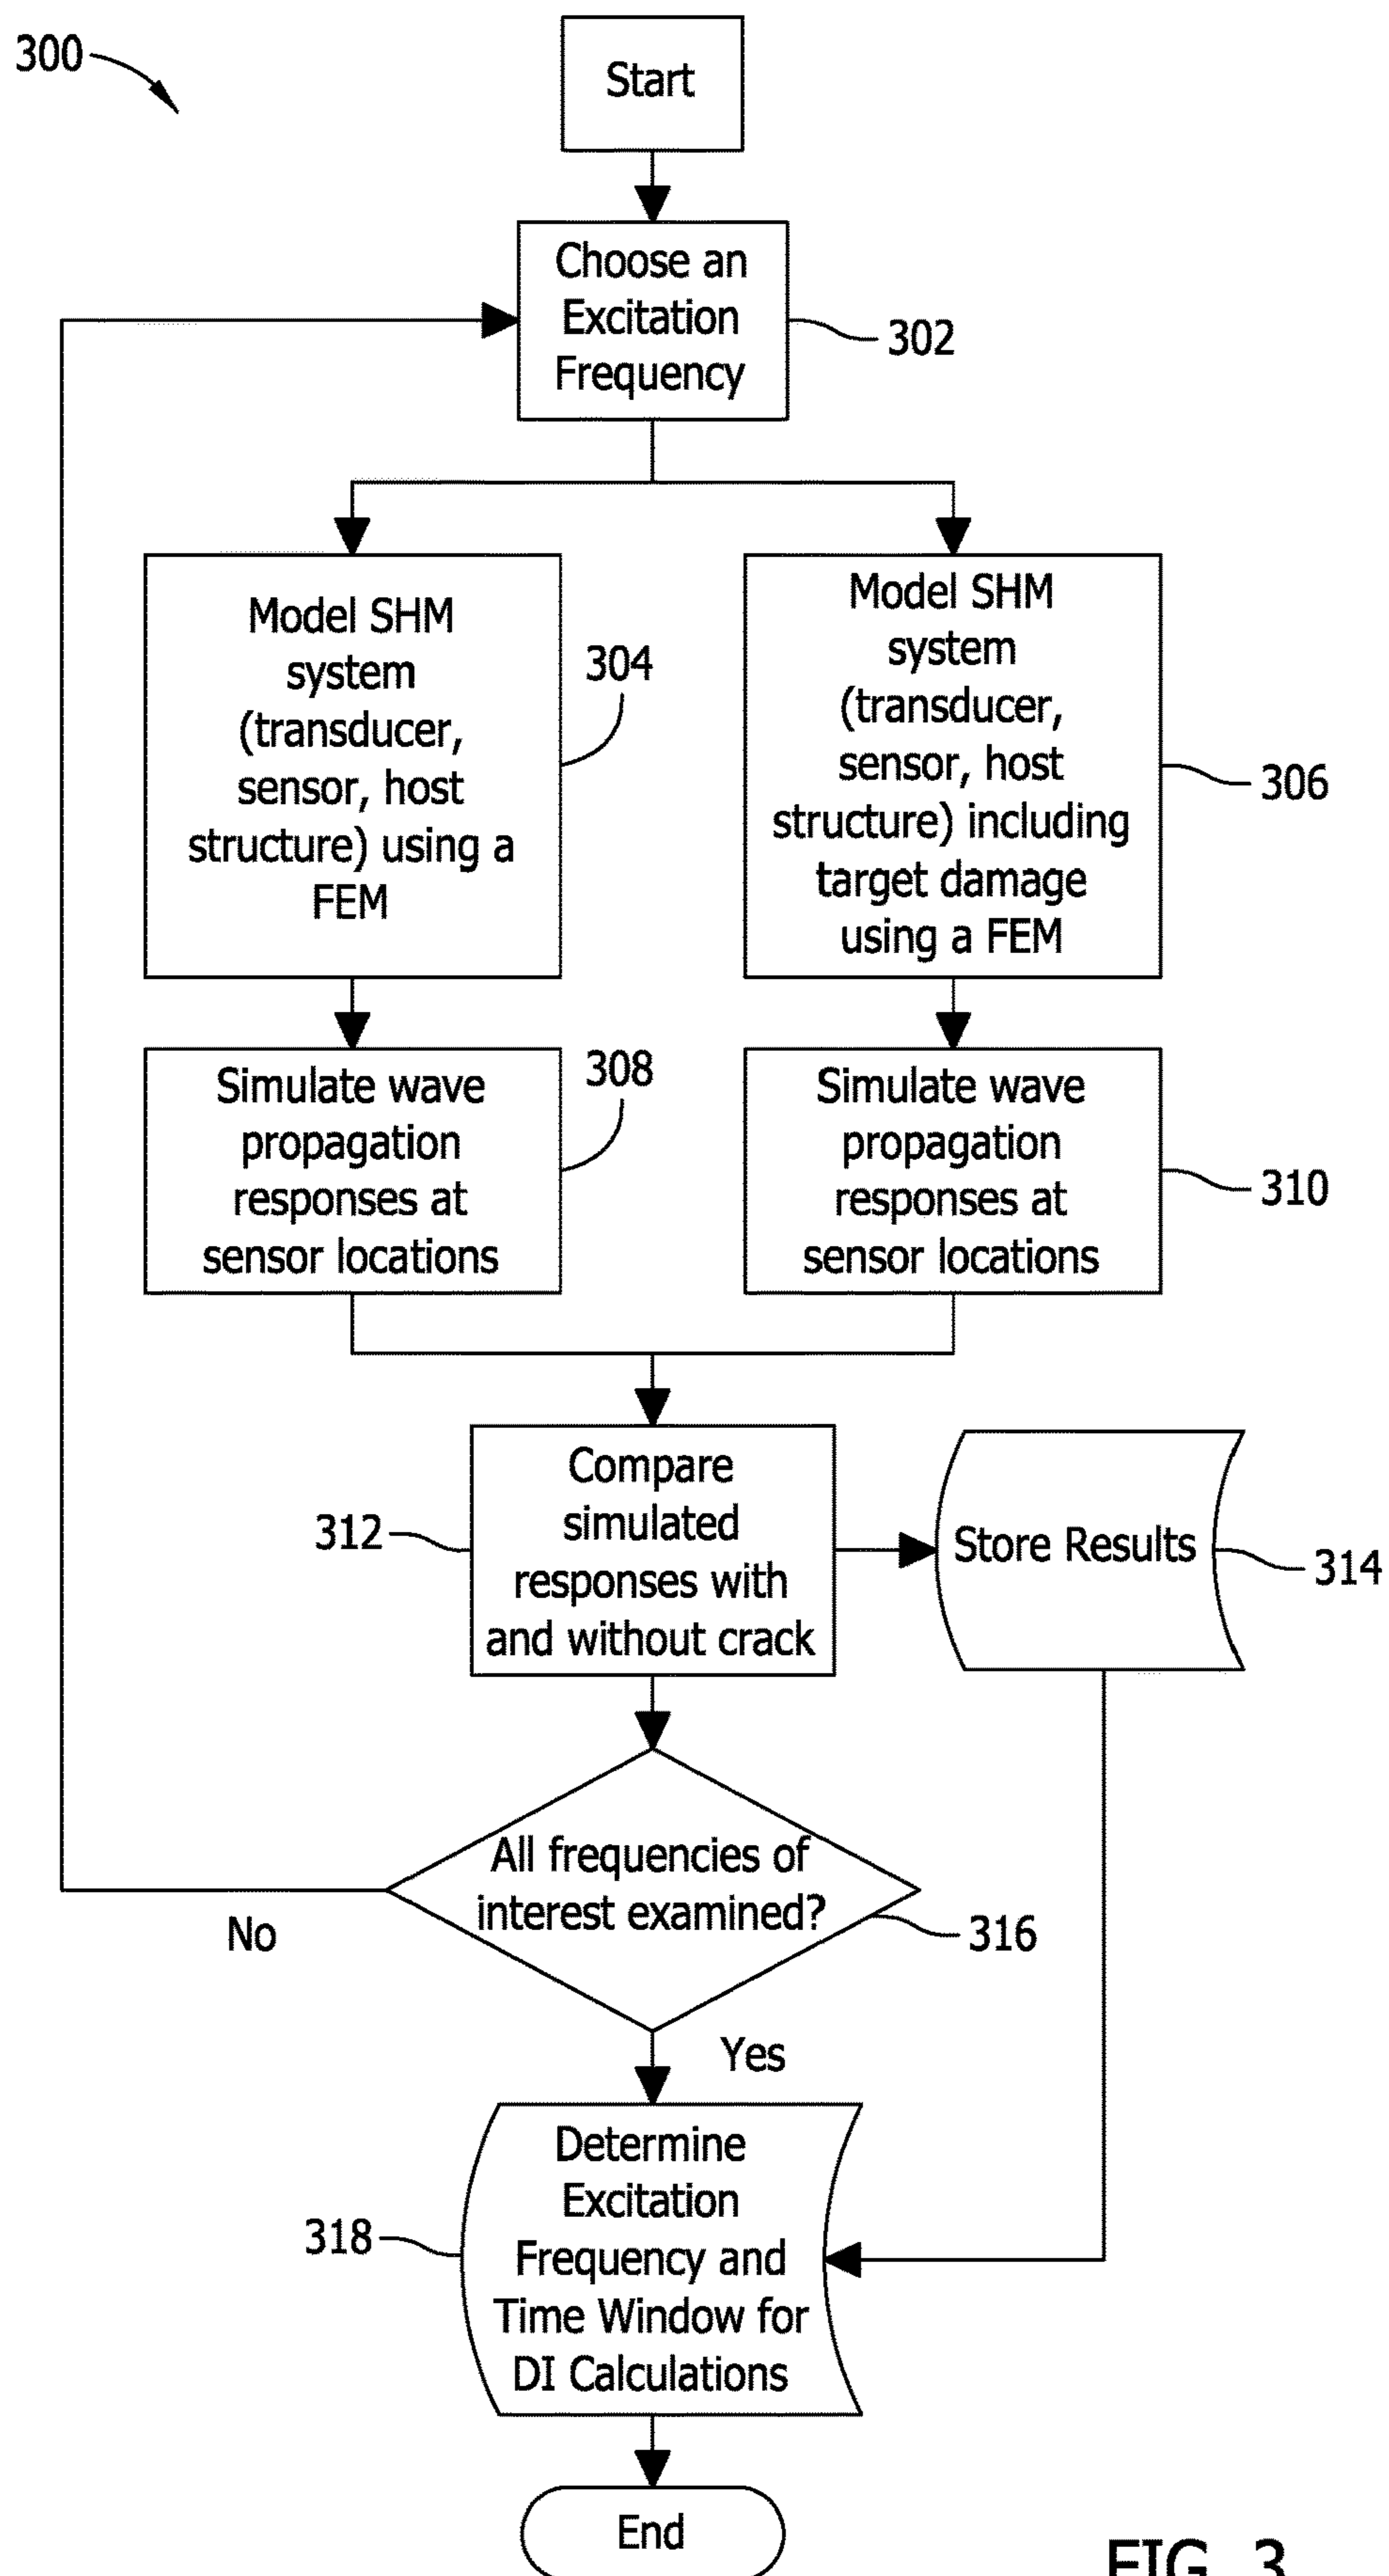 300
Start
Choose an
Excitation
Frequency
302
Model SHM
system
(transducer,
sensor, host
structure) using a
FEM
304
Model SHM
system
(transducer,
sensor, host
structure) including
target damage
using a FEM
306
Simulate wave
propagation
responses at
sensor locations
308
Simulate wave
propagation
responses at
sensor locations
310
Compare
simulated
responses with
and without crack
312
Store Results
314
All frequencies of
interest examined?
316
No
Yes
Determine
Excitation
Frequency and
Time Window for
DI Calculations
318
End
FIG. 3